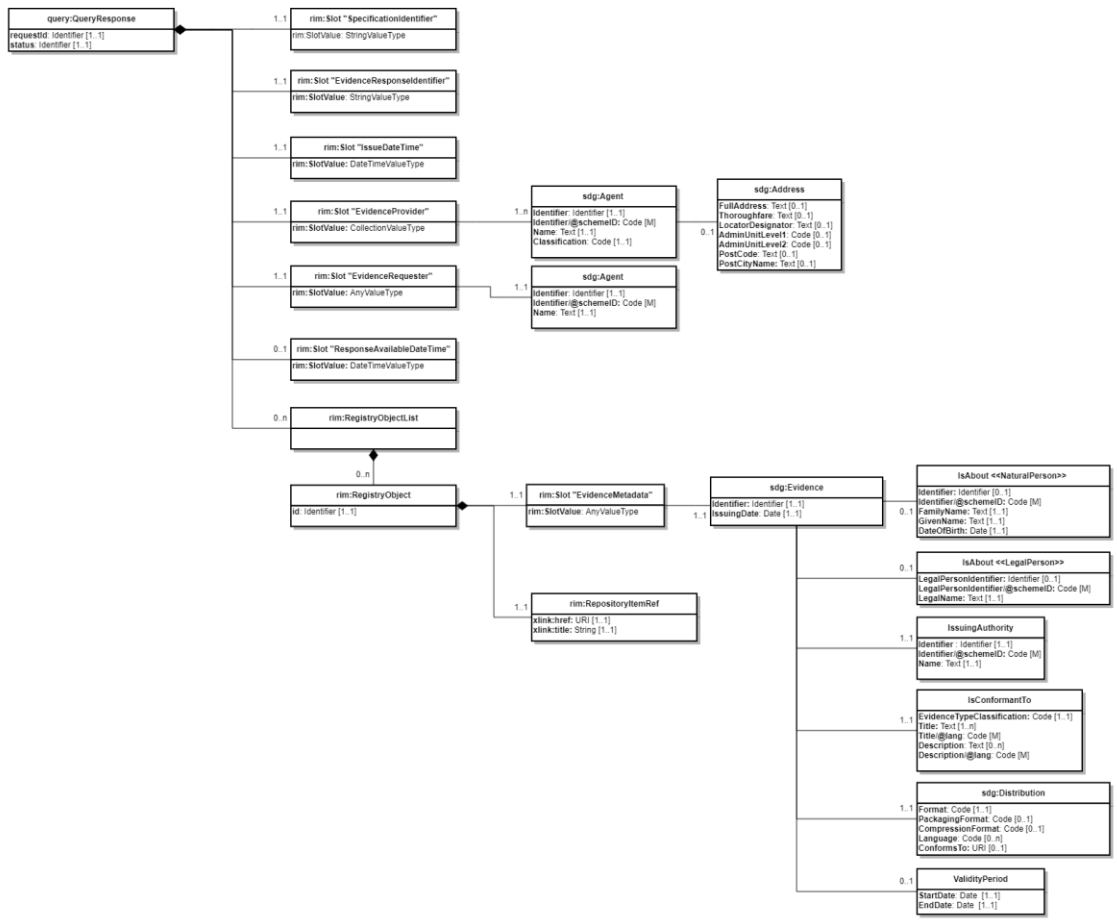 query:QueryResponse
requestId: Identifier [1..1]
status: Identifier [1..1]
1..1
rim:Slot "SpecificationIdentifier"
rim:SlotValue: StringValueType
1..1
rim:Slot "EvidenceResponseIdentifier"
rim:SlotValue: StringValueType
1..1
rim:Slot "IssueDateTime"
rim:SlotValue: DateTimeValueType
1..1
rim:Slot "EvidenceProvider"
rim:SlotValue: CollectionValueType
1..n
sdg:Agent
Identifier: Identifier [1..1]
Identifier/@schemeID: Code [M]
Name: Text [1..1]
Classification: Code [1..1]
0..1
sdg:Address
FullAddress: Text [0..1]
Thoroughfare: Text [0..1]
LocatorDesignator: Text [0..1]
AdminUnitLevel1: Code [0..1]
AdminUnitLevel2: Code [0..1]
PostCode: Text [0..1]
PostCityName: Text [0..1]
1..1
rim:Slot "EvidenceRequester"
rim:SlotValue: AnyValueType
1..1
sdg:Agent
Identifier: Identifier [1..1]
Identifier/@schemeID: Code [M]
Name: Text [1..1]
0..1
rim:Slot "ResponseAvailableDateTime"
rim:SlotValue: DateTimeValueType
0..n
rim:RegistryObjectList
0..n
rim:RegistryObject
id: Identifier [1..1]
1..1
rim:Slot "EvidenceMetadata"
rim:SlotValue: AnyValueType
1..1
sdg:Evidence
Identifier: Identifier [1..1]
IssuingDate: Date [1..1]
0..1
IsAbout <<NaturalPerson>>
Identifier: Identifier [0..1]
Identifier/@schemeID: Code [M]
FamilyName: Text [1..1]
GivenName: Text [1..1]
DateOfBirth: Date [1..1]
0..1
IsAbout <<LegalPerson>>
LegalPersonIdentifier: Identifier [0..1]
LegalPersonIdentifier/@schemeID: Code [M]
LegalName: Text [1..1]
1..1
rim:RepositoryItemRef
xlink:href: URI [1..1]
xlink:title: String [1..1]
1..1
IssuingAuthority
Identifier : Identifier [1..1]
Identifier/@schemeID: Code [M]
Name: Text [1..1]
1..1
IsConformantTo
EvidenceTypeClassification: Code [1..1]
Title: Text [1..n]
Title/@lang: Code [M]
Description: Text [0..n]
Description/@lang: Code [M]
1..1
sdg:Distribution
Format: Code [1..1]
PackagingFormat: Code [0..1]
CompressionFormat: Code [0..1]
Language: Code [0..n]
ConformsTo: URI [0..1]
0..1
ValidityPeriod
StartDate: Date [1..1]
EndDate: Date [1..1]